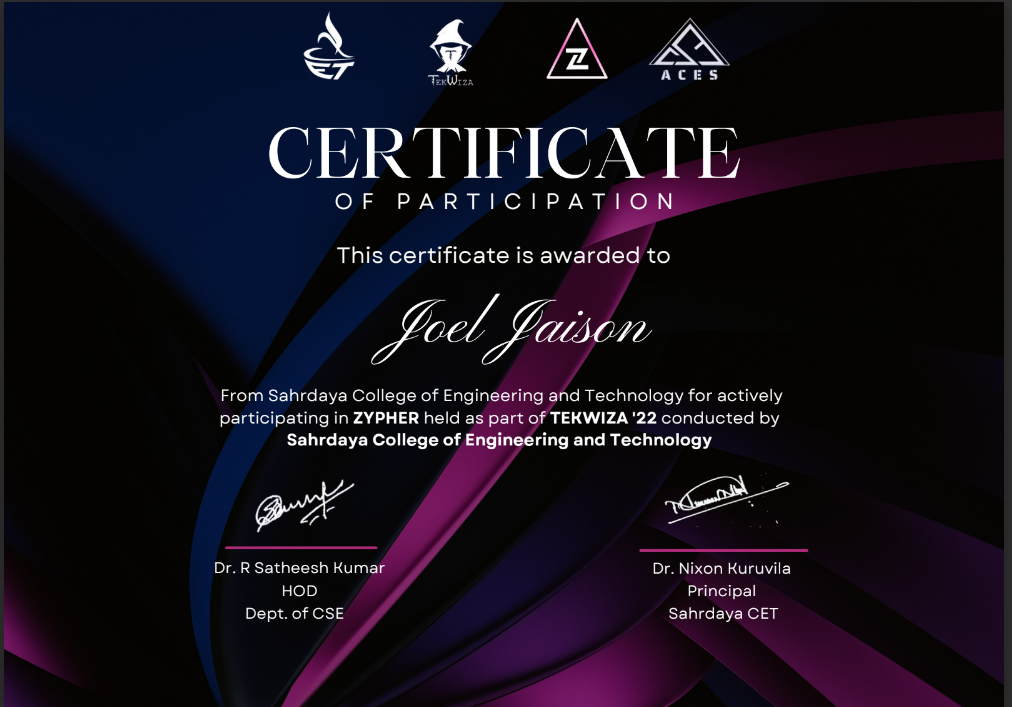 ET
TEKWIZA
Z
ACES
CERTIFICATE
OF PARTICIPATION
This certificate is awarded to
Joel Jaison
From Sahrdaya College of Engineering and Technology for actively
participating in ZYPHER held as part of TEKWIZA '22 conducted by
Sahrdaya College of Engineering and Technology
Dr. R Satheesh Kumar
HOD
Dept. of CSE
Dr. Nixon Kuruvila
Principal
Sahrdaya CET